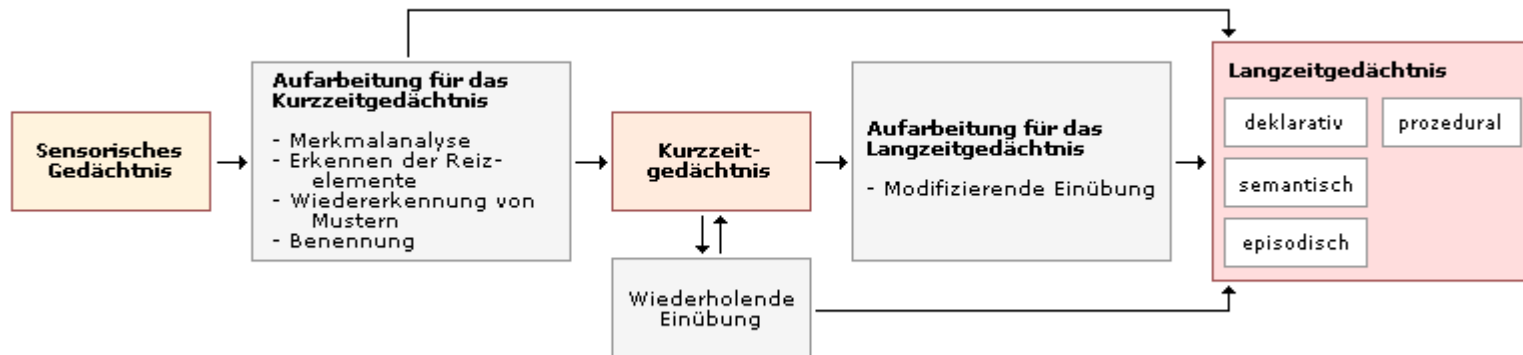 Sensorisches
Gedächtnis
Aufarbeitung für das
Kurzzeitgedächtnis
- Merkmalanalyse
- Erkennen der Reiz-
elemente
- Wiedererkennung von
Mustern
- Benennung
Kurzzeit-
gedächtnis
Wiederholende
Einübung
Aufarbeitung für das
Langzeitgedächtnis
- Modifizierende Einübung
Langzeitgedächtnis
deklarativ
prozedural
semantisch
episodisch